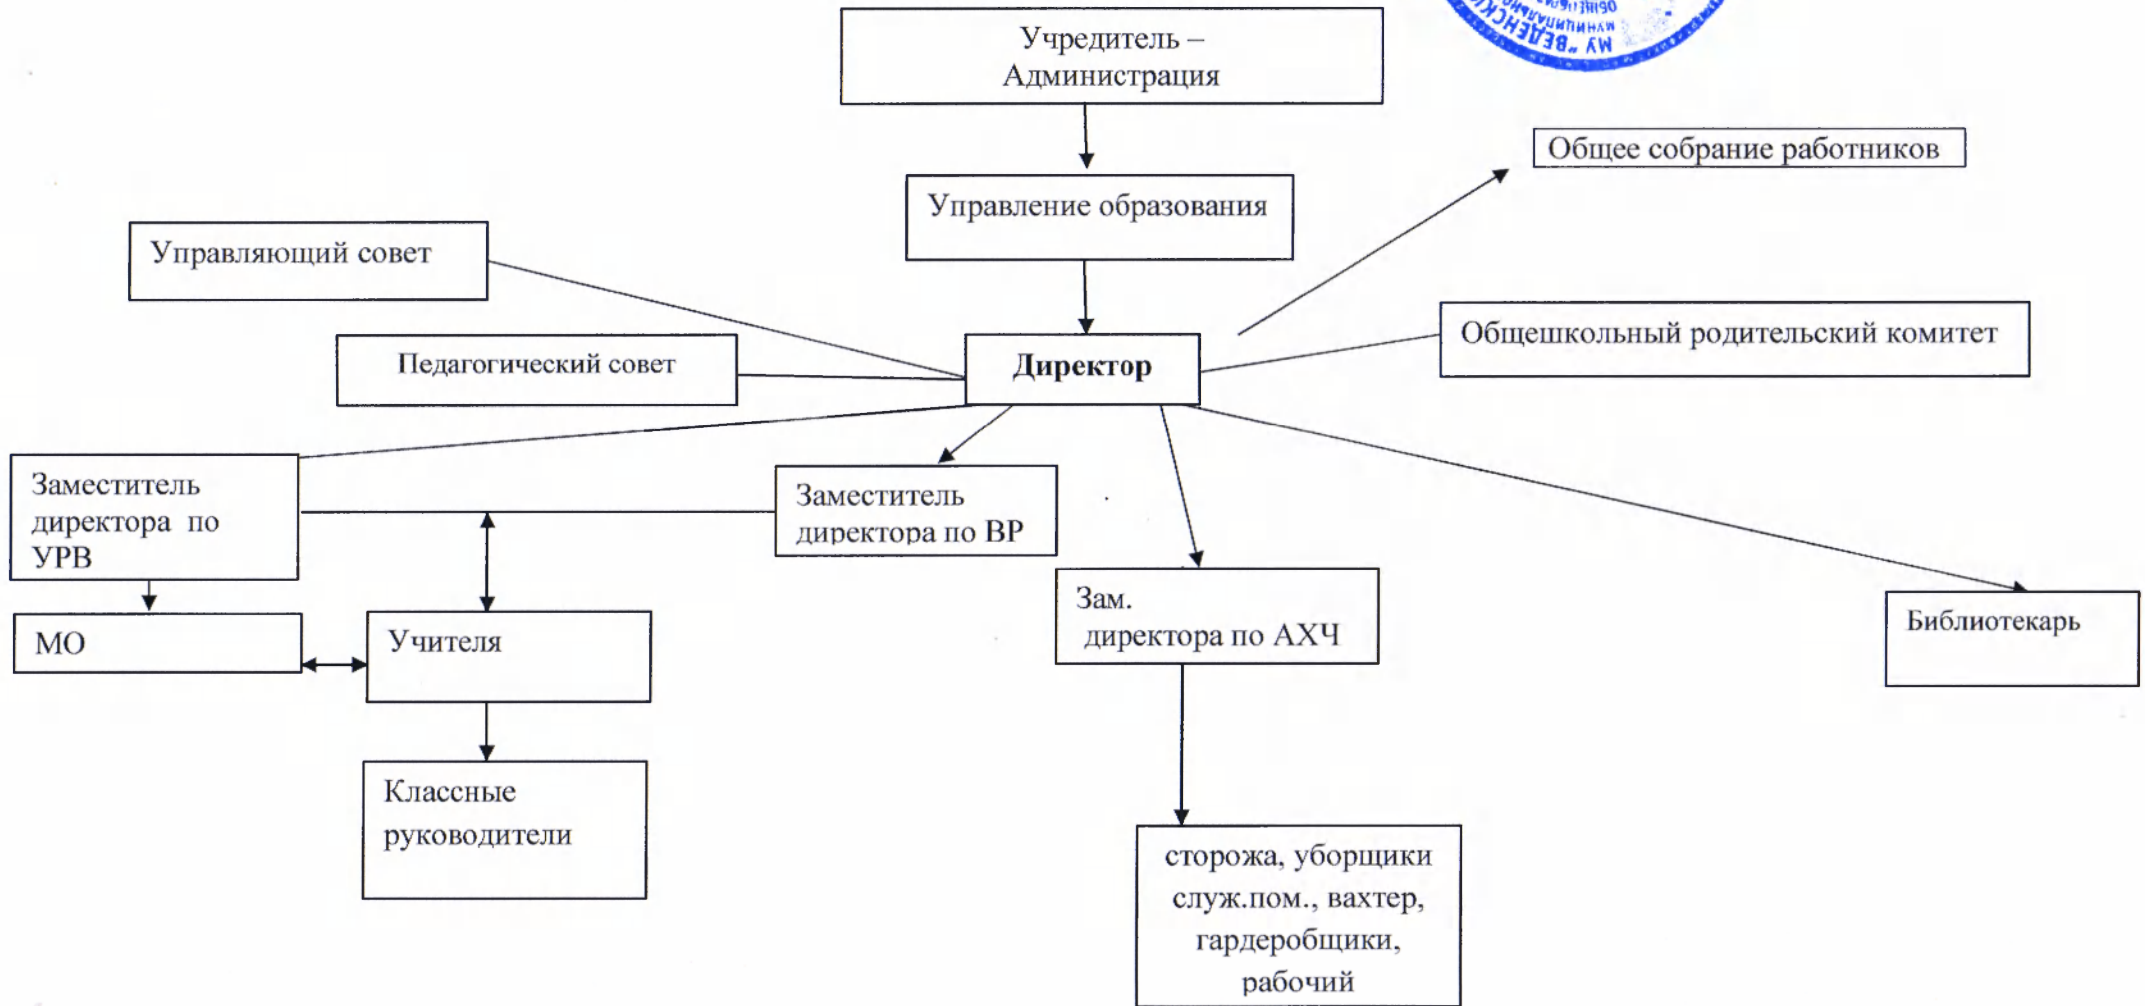 МУ "ВЕДЕНСКИ
Учредитель –
Администрация
Общее собрание работников
Управление образования
Управляющий совет
Общешкольный родительский комитет
Педагогический совет
Директор
Заместитель
директора по
УРВ
Заместитель
директора по ВР
Зам.
директора по АХЧ
Библиотекарь
МО
Учителя
Классные
руководители
сторожа, уборщики
служ.пом., вахтер,
гардеробщики,
рабочий